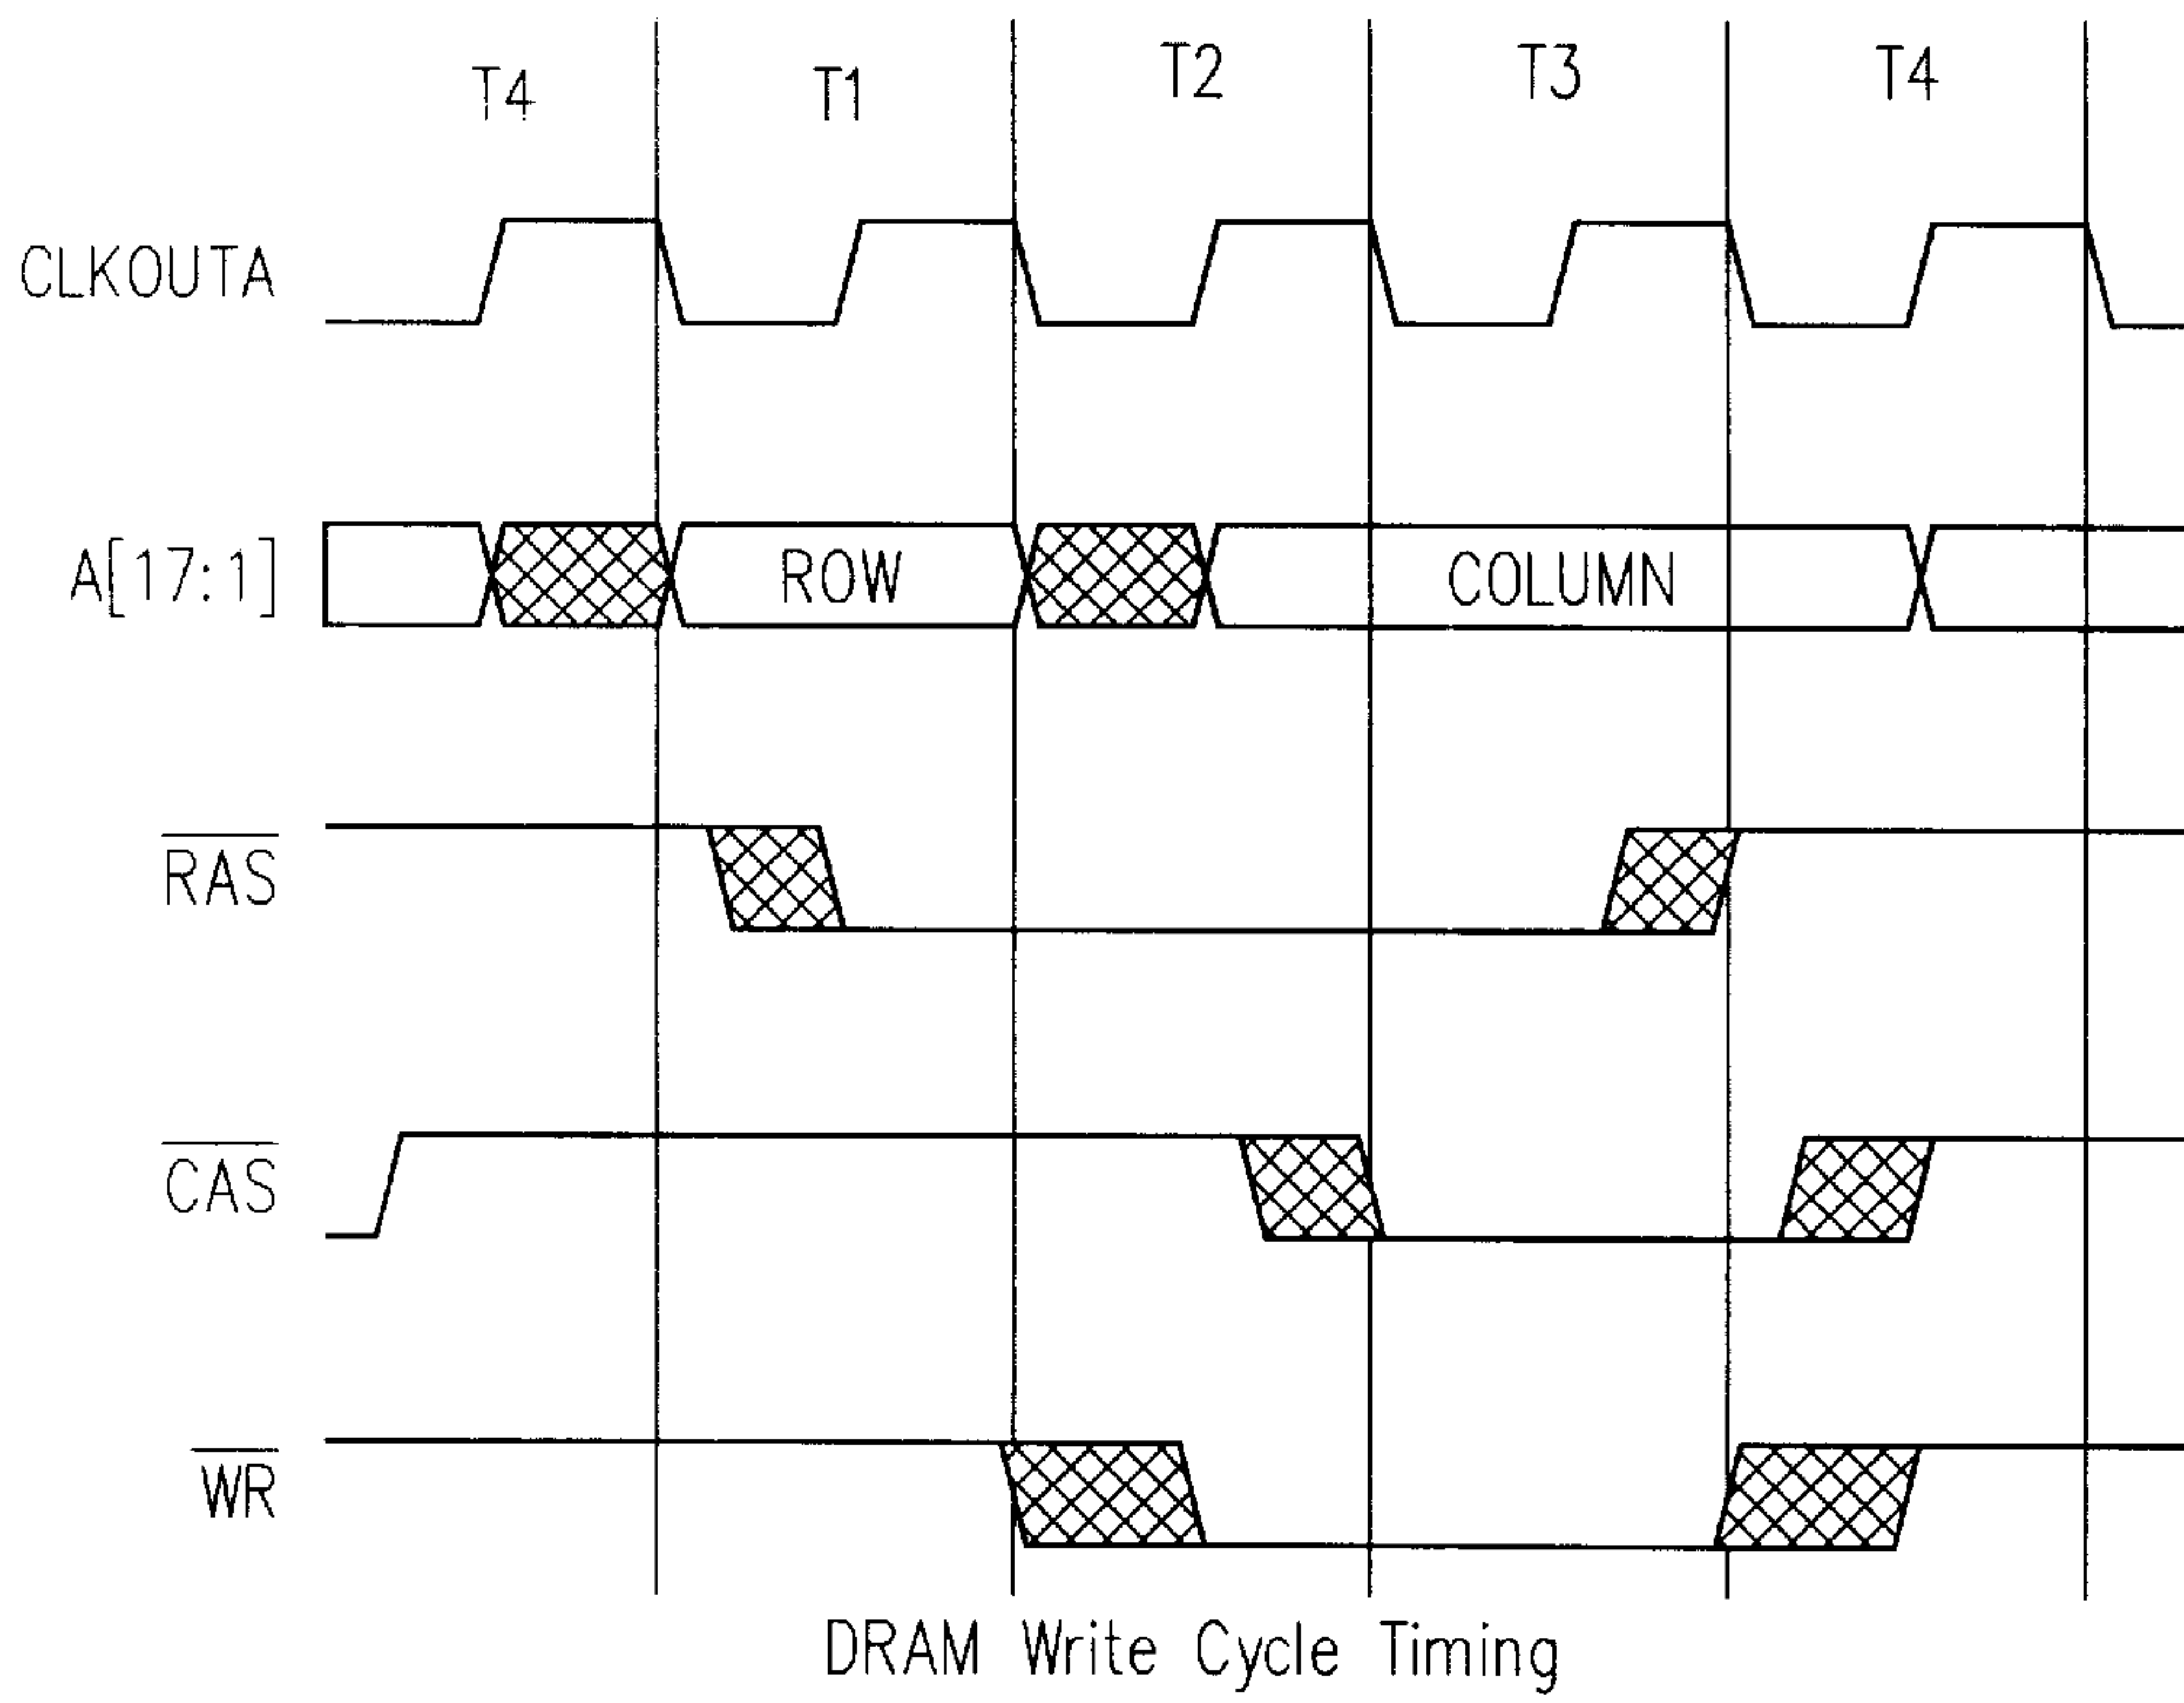 T4 T1 T2 T3 T4
CLKOUTA
A[17:1] ROW COLUMN
RAS
CAS
WR
DRAM Write Cycle Timing